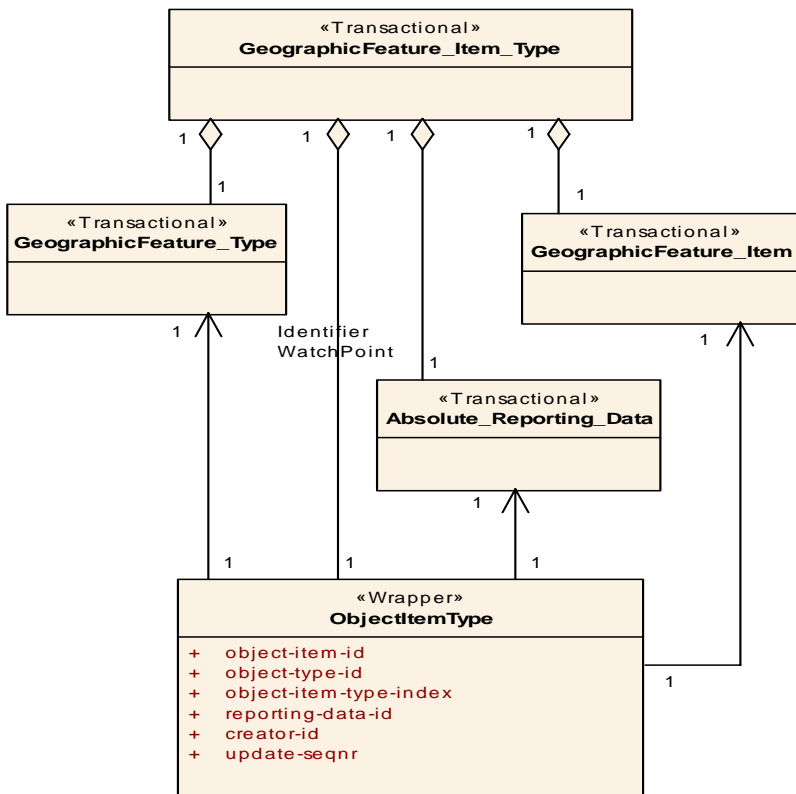 «Transactional»
GeographicFeature_Item_Type
1
1
1
1
1
1
«Transactional»
GeographicFeature_Type
«Transactional»
GeographicFeature_Item
1
Identifier
WatchPoint
1
1
«Transactional»
Absolute_Reporting_Data
1
1
1
1
«Wrapper»
ObjectItemType
+ object-item-id
+ object-type-id
+ object-item-type-index
+ reporting-data-id
+ creator-id
+ update-seqnr
1